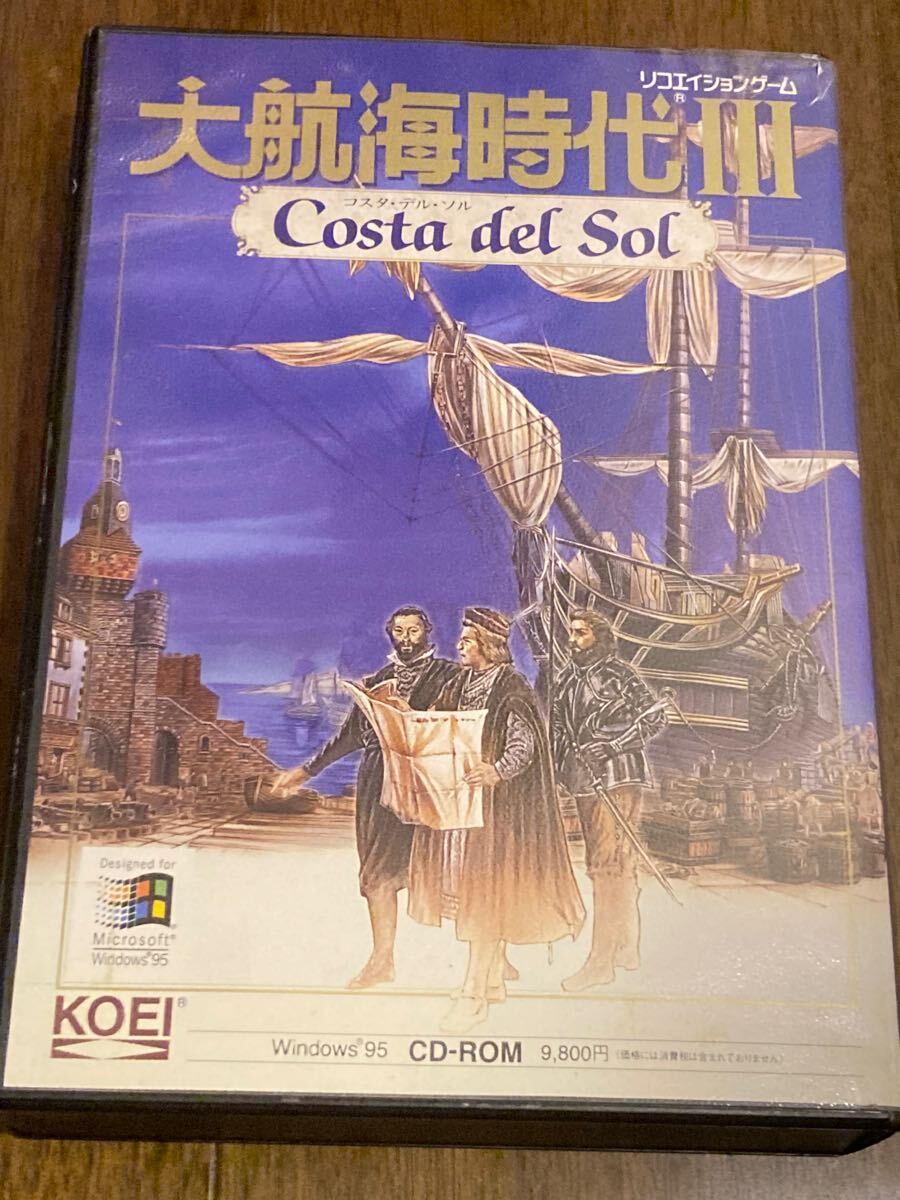 リコエイションゲーム
大航海時代®III
コスタ・デル・ソル
Costa del Sol
Designed for
Microsoft®
Windows®95
KOEI®
Windows®95 CD-ROM 9,800円 (価格には消費税は含まれておりません)